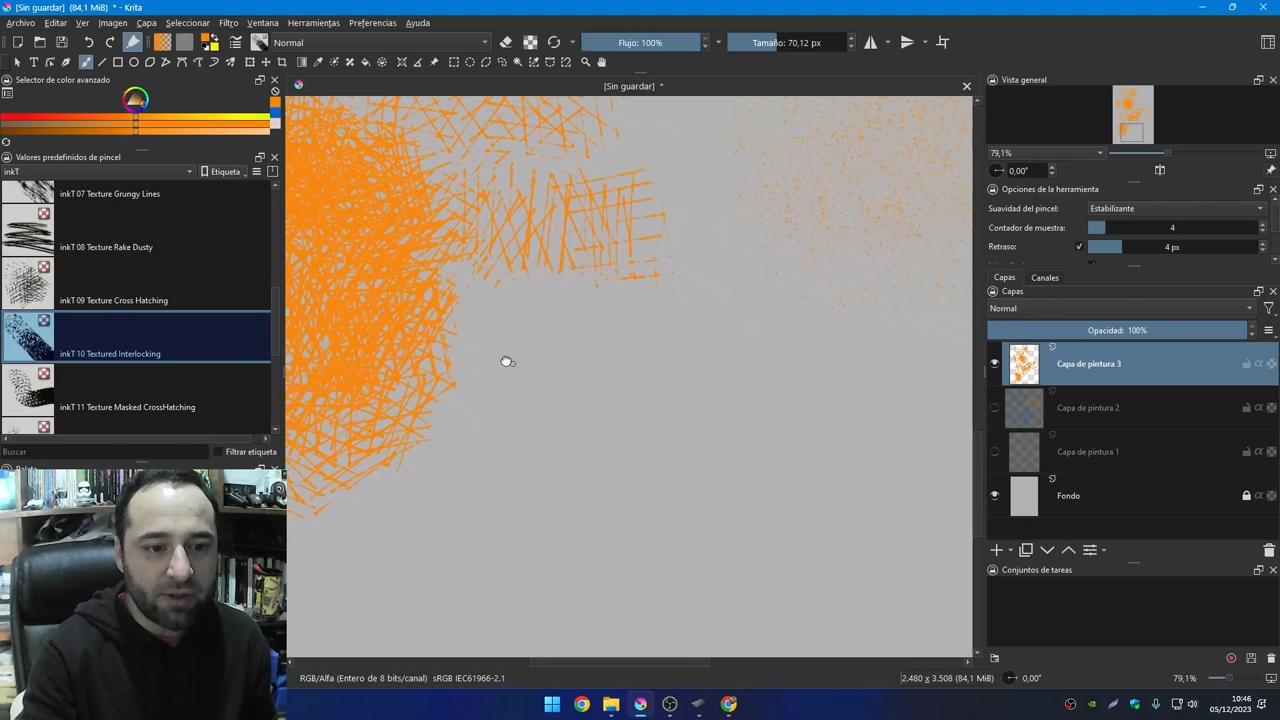 [Sin guardar] (84,1 MiB) * - Krita
Archivo Editar Ver Imagen Capa Seleccionar Filtro Ventana Herramientas Preferencias Ayuda
Normal Flujo: 100% Tamaño: 70,12 px
Selector de color avanzado
[Sin guardar] *
Vista general
79,1%
0,00°
Valores predefinidos de pincel
inkT
Etiqueta
inkT 07 Texture Grungy Lines
inkT 08 Texture Rake Dusty
inkT 09 Texture Cross Hatching
inkT 10 Textured Interlocking
inkT 11 Texture Masked CrossHatching
Buscar
Filtrar etiqueta
Opciones de la herramienta
Suavidad del pincel: Estabilizante
Contador de muestra: 4
Retraso: 4 px
Capas Canales
Capas
Normal
Opacidad: 100%
Capa de pintura 3
Capa de pintura 2
Capa de pintura 1
Fondo
Conjuntos de tareas
RGB/Alfa (Entero de 8 bits/canal) sRGB IEC61966-2.1
2.480 x 3.508 (84,1 MiB)
0,00°
79,1%
10:46
05/12/2023